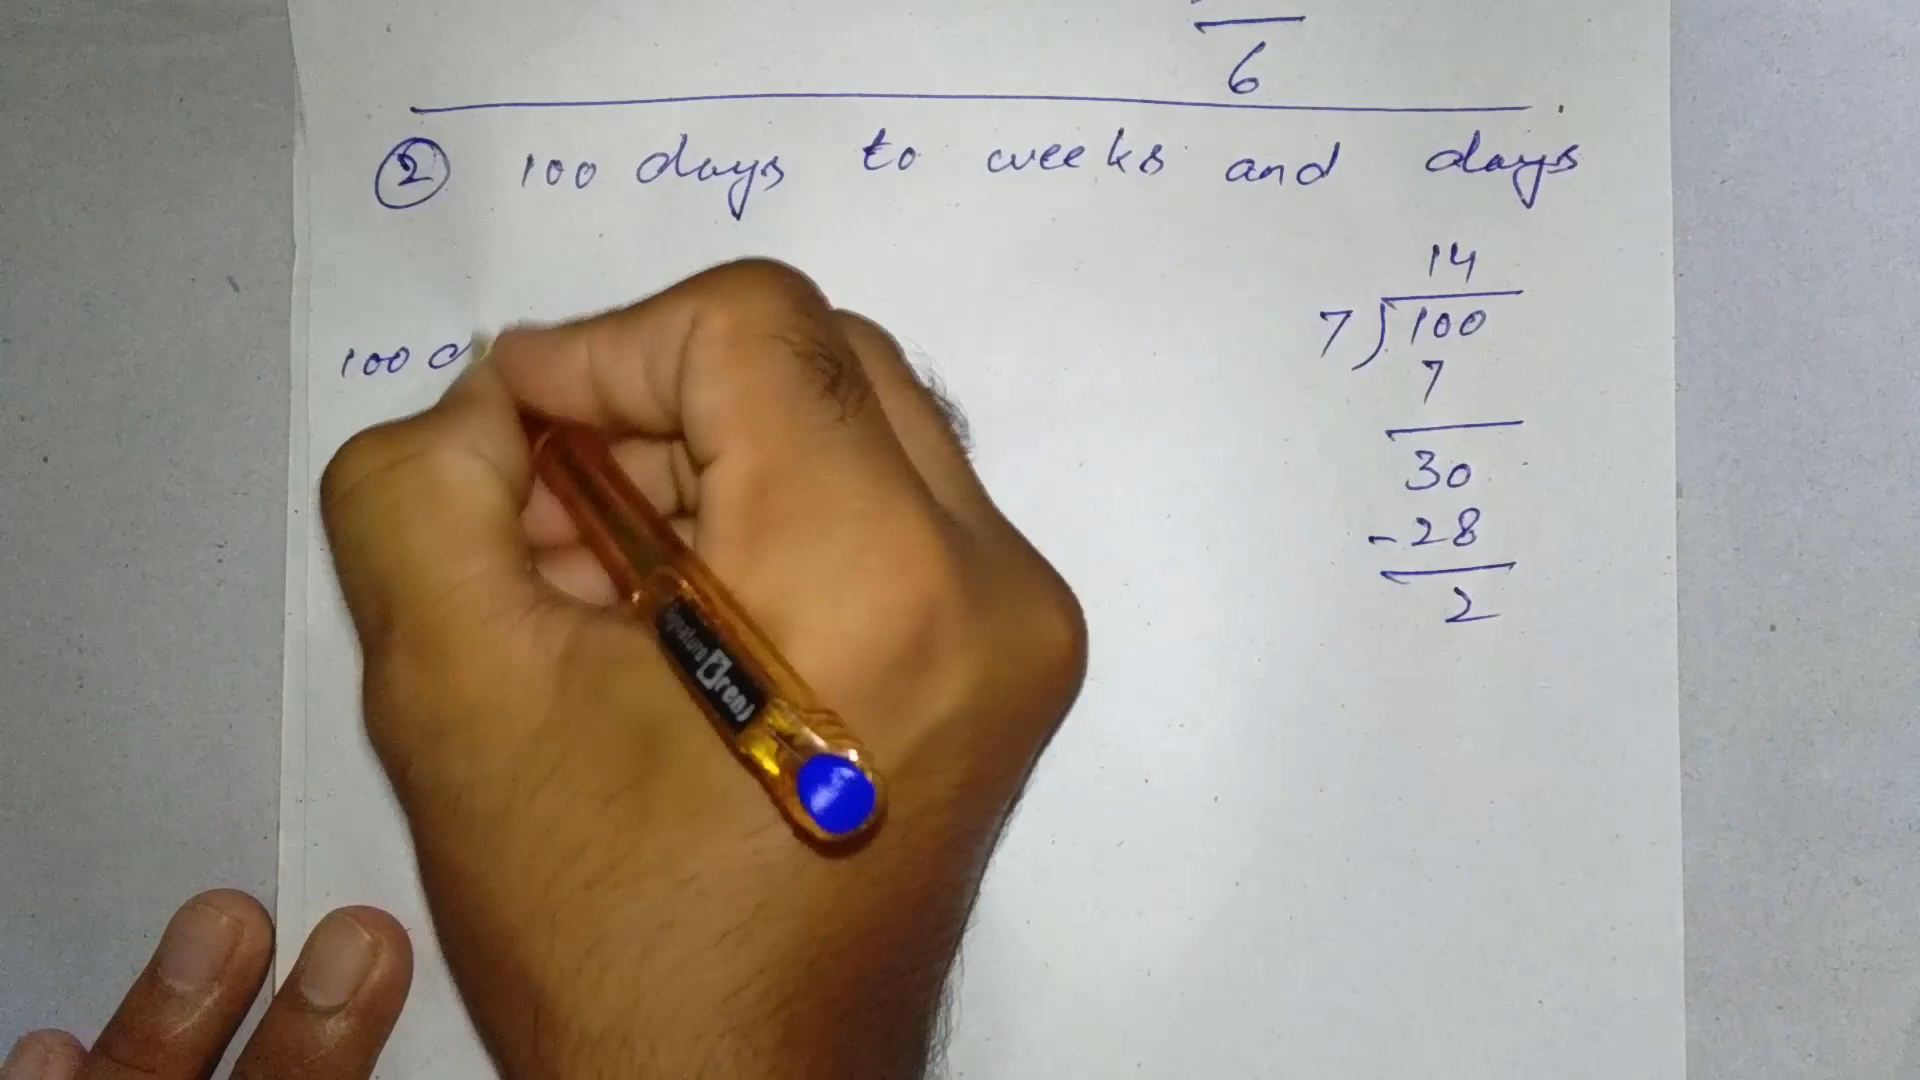 6
② 100 days to weeks and days
14
7 ) 100
7
100 d
30
- 28
2